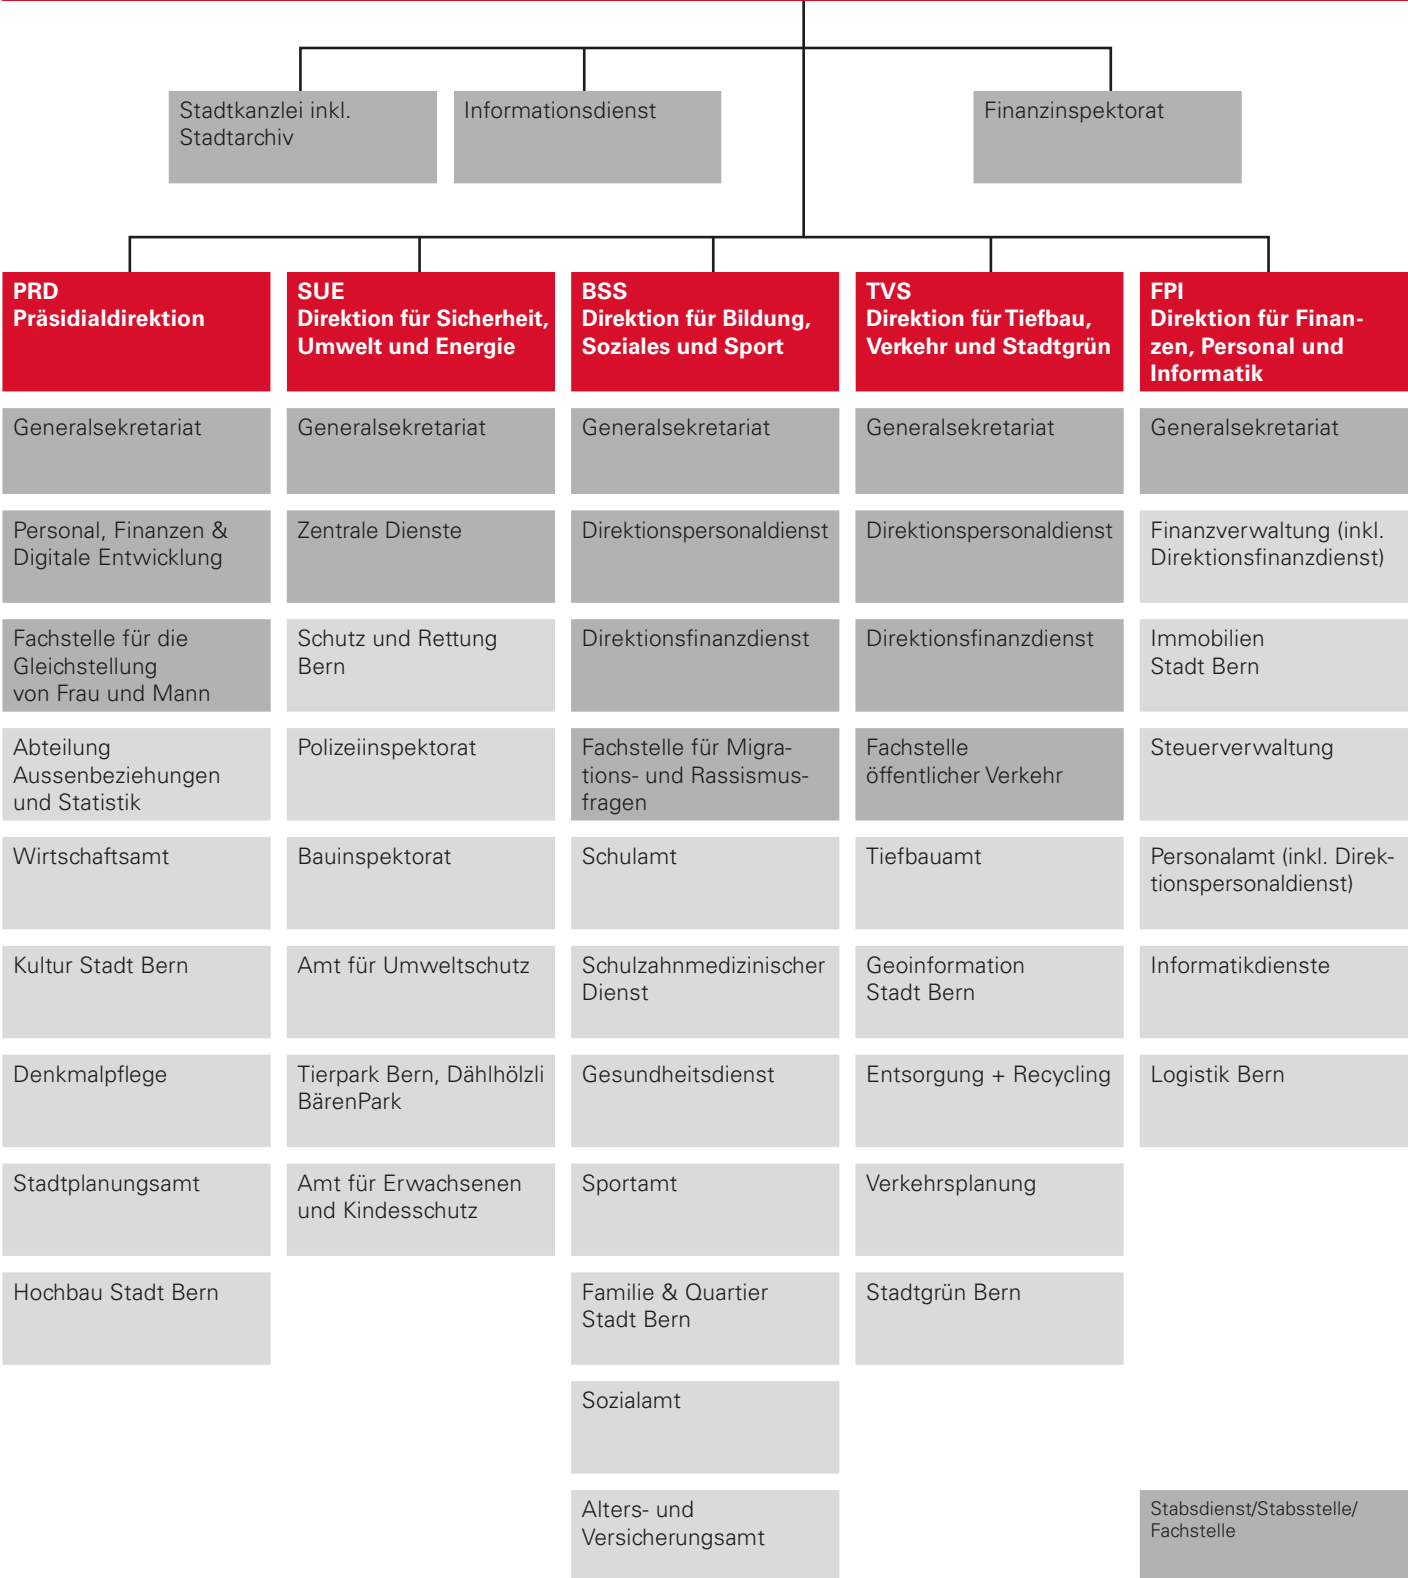 Stadtkanzlei inkl.
Stadtarchiv
Informationsdienst
Finanzinspektorat
PRD
Präsidialdirektion
SUE
Direktion für Sicherheit,
Umwelt und Energie
BSS
Direktion für Bildung,
Soziales und Sport
TVS
Direktion für Tiefbau,
Verkehr und Stadtgrün
FPI
Direktion für Finan-
zen, Personal und
Informatik
Generalsekretariat
Generalsekretariat
Generalsekretariat
Generalsekretariat
Generalsekretariat
Personal, Finanzen &
Digitale Entwicklung
Zentrale Dienste
Direktionspersonaldienst
Direktionspersonaldienst
Finanzverwaltung (inkl.
Direktionsfinanzdienst)
Fachstelle für die
Gleichstellung
von Frau und Mann
Schutz und Rettung
Bern
Direktionsfinanzdienst
Direktionsfinanzdienst
Immobilien
Stadt Bern
Abteilung
Aussenbeziehungen
und Statistik
Polizeiinspektorat
Fachstelle für Migra-
tions- und Rassismus-
fragen
Fachstelle
öffentlicher Verkehr
Steuerverwaltung
Wirtschaftsamt
Bauinspektorat
Schulamt
Tiefbauamt
Personalamt (inkl. Direk-
tionspersonaldienst)
Kultur Stadt Bern
Amt für Umweltschutz
Schulzahnmedizinischer
Dienst
Geoinformation
Stadt Bern
Informatikdienste
Denkmalpflege
Tierpark Bern, Dählhölzli
BärenPark
Gesundheitsdienst
Entsorgung + Recycling
Logistik Bern
Stadtplanungsamt
Amt für Erwachsenen
und Kindesschutz
Sportamt
Verkehrsplanung
Hochbau Stadt Bern
Familie & Quartier
Stadt Bern
Stadtgrün Bern
Sozialamt
Alters- und
Versicherungsamt
Stabsdienst/Stabsstelle/
Fachstelle